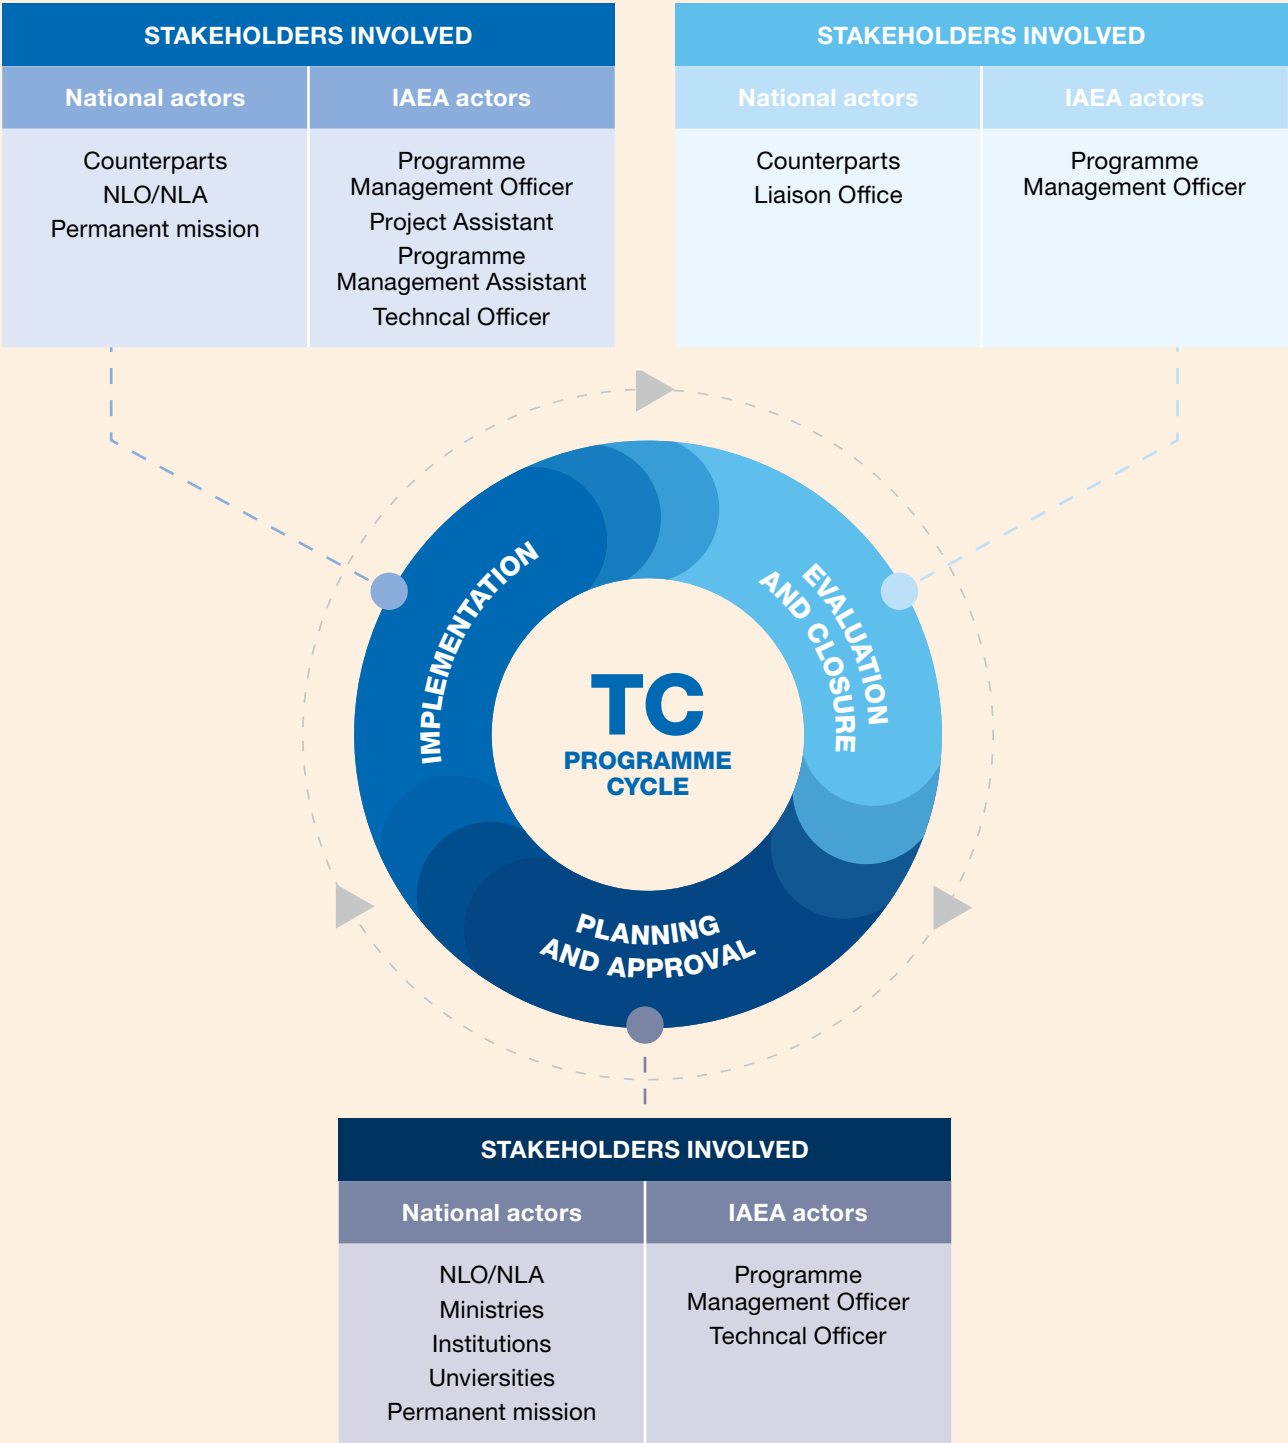 STAKEHOLDERS INVOLVED
National actors
IAEA actors
Counterparts
NLO/NLA
Permanent mission
Programme
Management Officer
Project Assistant
Programme
Management Assistant
Techncal Officer
STAKEHOLDERS INVOLVED
National actors
IAEA actors
Counterparts
Liaison Office
Programme
Management Officer
IMPLEMENTATION
EVALUATION
AND CLOSURE
TC
PROGRAMME
CYCLE
PLANNING
AND APPROVAL
STAKEHOLDERS INVOLVED
National actors
IAEA actors
NLO/NLA
Ministries
Institutions
Unviersities
Permanent mission
Programme
Management Officer
Techncal Officer